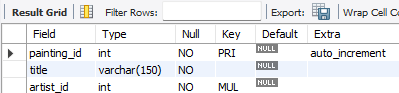 Result Grid Filter Rows: Export: Wrap Cell Co
Field Type Null Key Default Extra
painting_id int NO PRI NULL auto_increment
title varchar(150) NO NULL
artist_id int NO MUL NULL